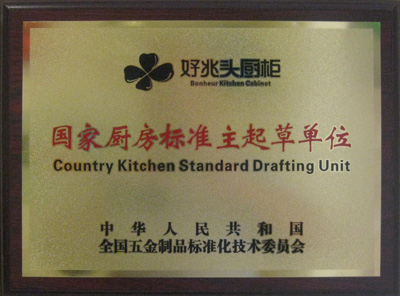 好兆头厨柜
Bonheur Kitchen Cabinet
国家厨房标准主起草单位
Country Kitchen Standard Drafting Unit
中华人民共和国
全国五金制品标准化技术委员会